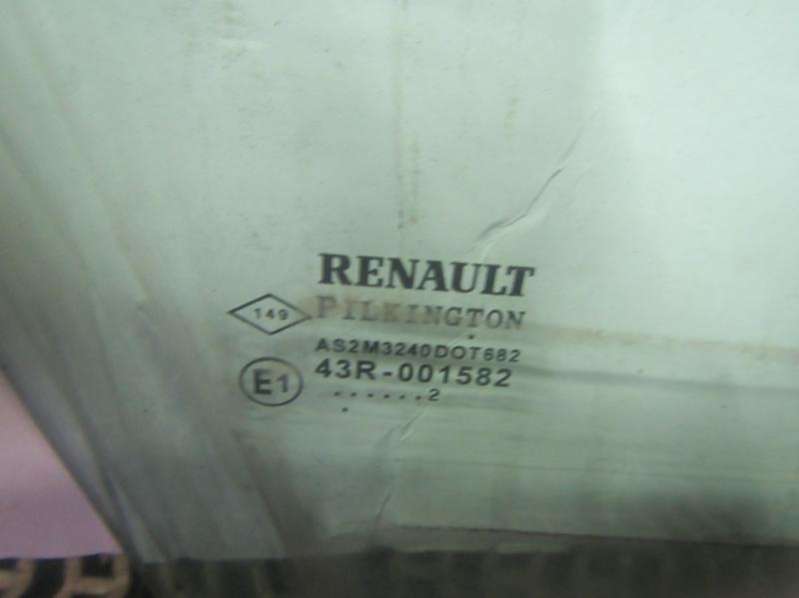 RENAULT
PILKINGTON
149
AS2M3240DOT682
E1
43R-001582
......2
.